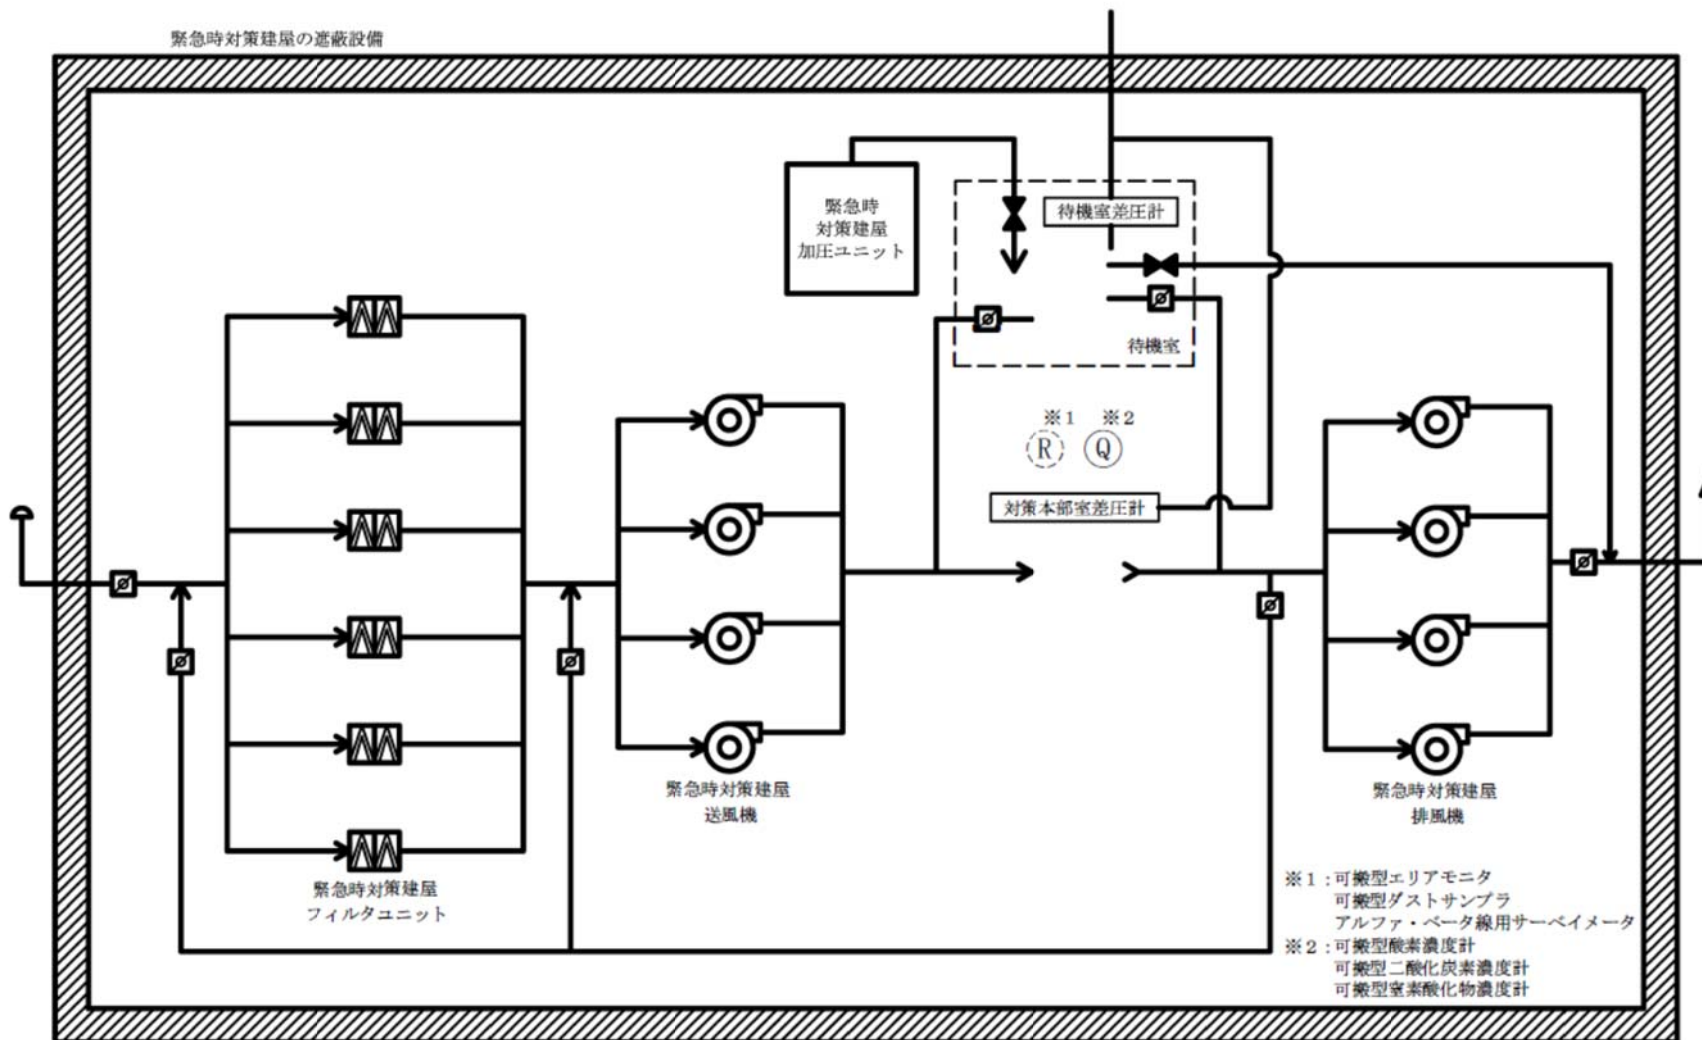 緊急時対策建屋の遮蔽設備
緊急時
対策建屋
加圧ユニット
待機室差圧計
待機室
※1 ※2
R Q
対策本部室差圧計
緊急時対策建屋
送風機
緊急時対策建屋
排風機
緊急時対策建屋
フィルタユニット
※1：可搬型エリアモニタ
可搬型ダストサンプラ
アルファ・ベータ線用サーベイメータ
※2：可搬型酸素濃度計
可搬型二酸化炭素濃度計
可搬型窒素酸化物濃度計